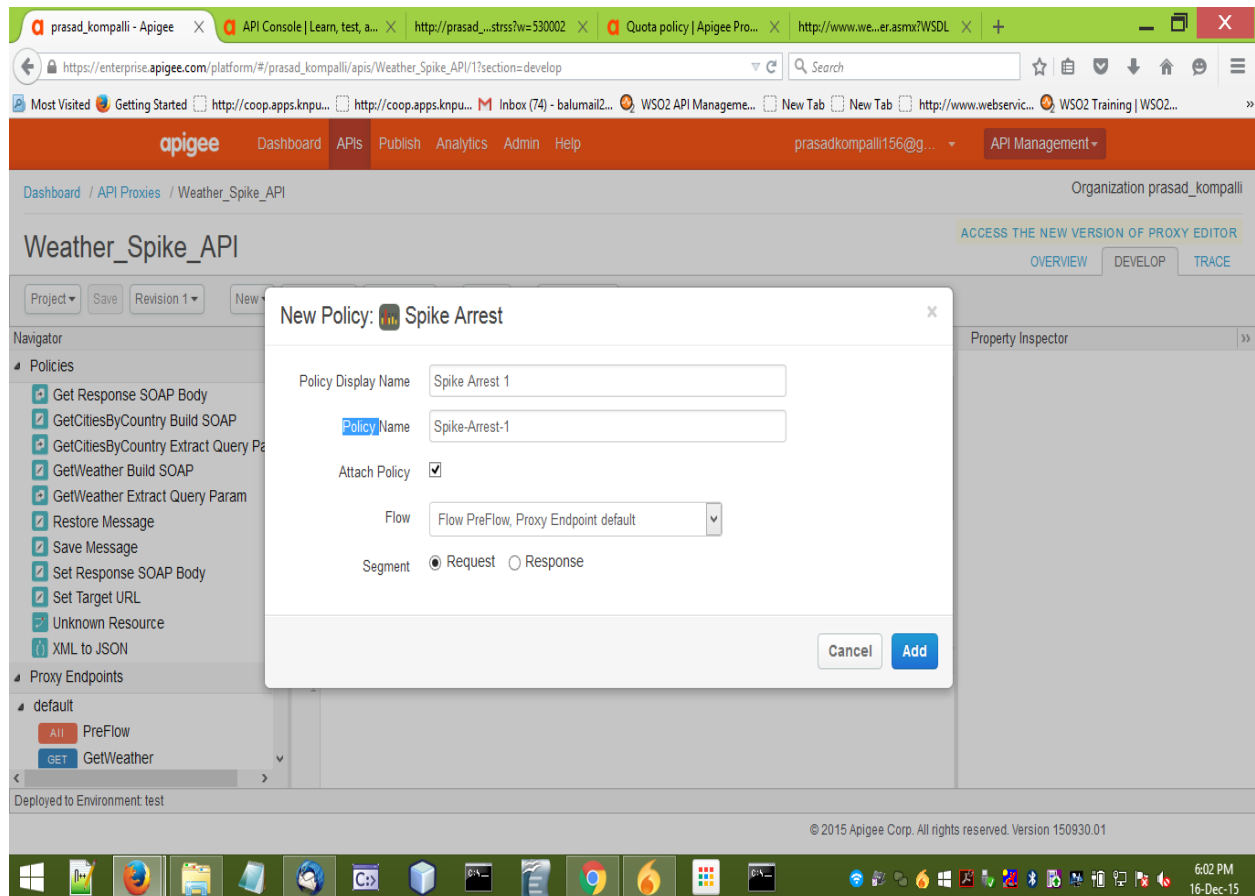 prasad_kompalli - Apigee
API Console | Learn, test, a...
http://prasad_...strss?w=530002
Quota policy | Apigee Pro...
http://www.we...er.asmx?WSDL
https://enterprise.apigee.com/platform/#/prasad_kompalli/apis/Weather_Spike_API/1?section=develop
Search
Most Visited
Getting Started
http://coop.apps.knpu...
http://coop.apps.knpu...
Inbox (74) - balumail2...
WSO2 API Manageme...
New Tab
New Tab
http://www.webservic...
WSO2 Training | WSO2...
apigee
Dashboard
APIs
Publish
Analytics
Admin
Help
prasadkompalli156@g...
API Management
Dashboard / API Proxies / Weather_Spike_API
Organization prasad_kompalli
Weather_Spike_API
ACCESS THE NEW VERSION OF PROXY EDITOR
OVERVIEW
DEVELOP
TRACE
Project
Save
Revision 1
New
New Policy: Spike Arrest
Navigator
Property Inspector
Policies
Get Response SOAP Body
GetCitiesByCountry Build SOAP
GetCitiesByCountry Extract Query Pa
GetWeather Build SOAP
GetWeather Extract Query Param
Restore Message
Save Message
Set Response SOAP Body
Set Target URL
Unknown Resource
XML to JSON
Proxy Endpoints
default
All PreFlow
GET GetWeather
Policy Display Name Spike Arrest 1
Policy Name Spike-Arrest-1
Attach Policy
Flow Flow PreFlow, Proxy Endpoint default
Segment Request Response
Cancel
Add
Deployed to Environment: test
© 2015 Apigee Corp. All rights reserved. Version 150930.01
6:02 PM
16-Dec-15